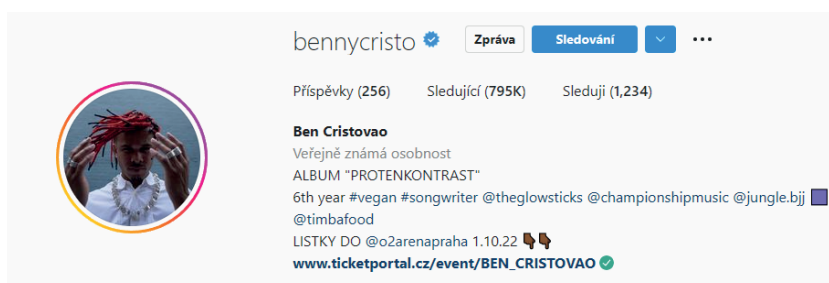 bennycristo Zpráva Sledování
Příspěvky (256) Sledující (795K) Sleduji (1,234)
Ben Cristovao
Veřejně známá osobnost
ALBUM "PROTENKONTRAST"
6th year #vegan #songwriter @theglowsticks @championshipmusic @jungle.bjj
@timbafood
LISTKY DO @o2arenapraha 1.10.22 👇🏿👇🏿
www.ticketportal.cz/event/BEN_CRISTOVAO